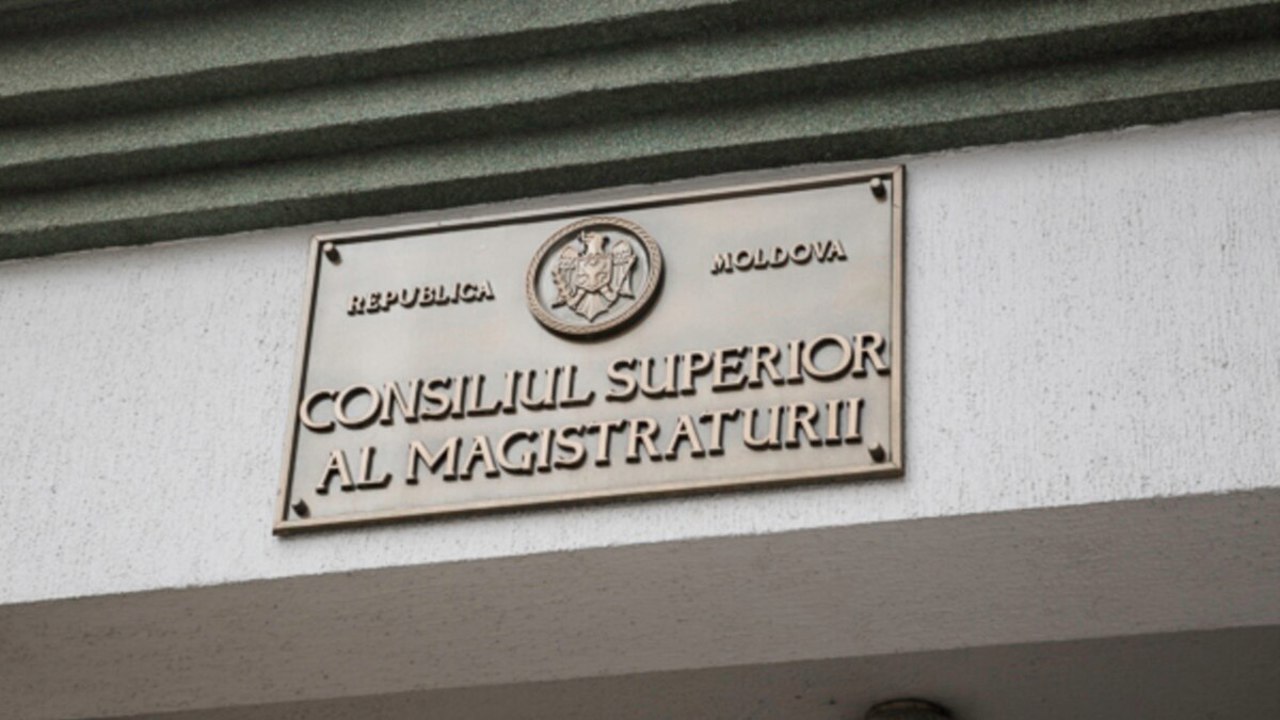 REPUBLICA MOLDOVA
CONSILIUL SUPERIOR
AL MAGISTRATURII